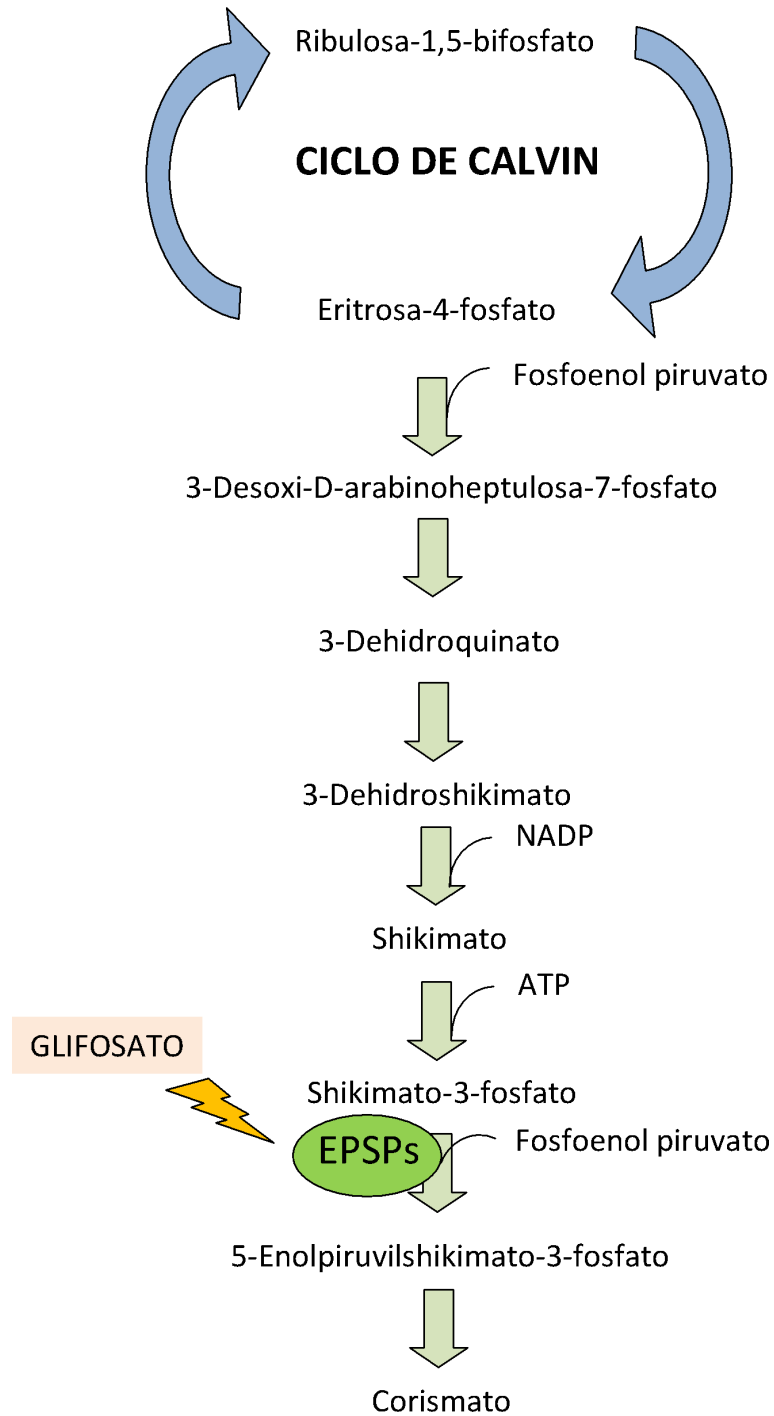 Ribulosa-1,5-bifosfato
CICLO DE CALVIN
Eritrosa-4-fosfato
Fosfoenol piruvato
3-Desoxi-D-arabinoheptulosa-7-fosfato
3-Dehidroquinato
3-Dehidroshikimato
NADP
Shikimato
ATP
GLIFOSATO
Shikimato-3-fosfato
EPSPs
Fosfoenol piruvato
5-Enolpiruvilshikimato-3-fosfato
Corismato